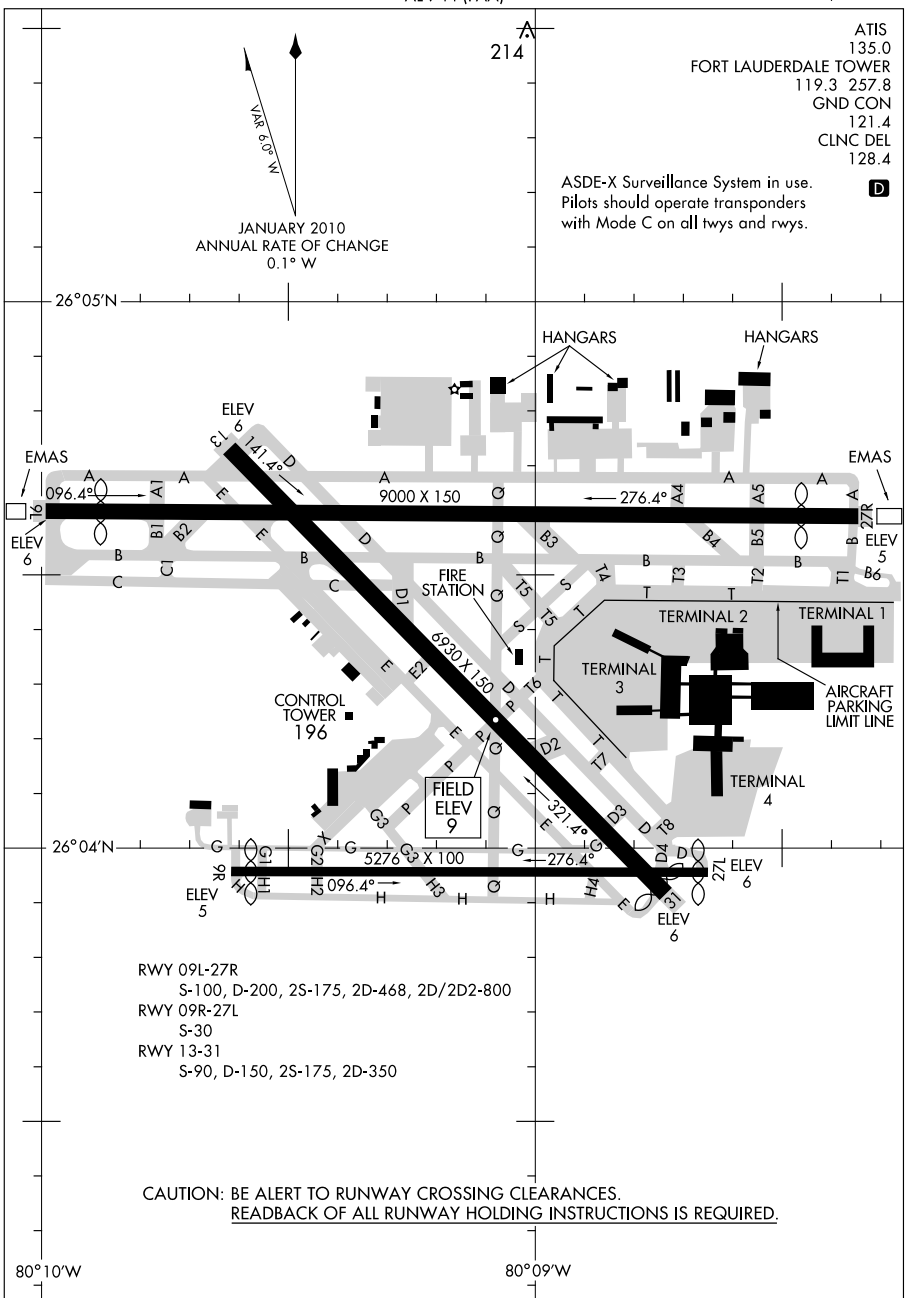 214
ATIS
135.0
FORT LAUDERDALE TOWER
119.3 257.8
GND CON
121.4
CLNC DEL
128.4
D
ASDE-X Surveillance System in use.
Pilots should operate transponders
with Mode C on all twys and rwys.
VAR 6.0° W
JANUARY 2010
ANNUAL RATE OF CHANGE
0.1° W
26°05'N
HANGARS
HANGARS
ELEV
6
13
141.4°
D
EMAS
EMAS
A
A1
A
A
Q
A
A4
A5
A
A
096.4°
9000 X 150
276.4°
9L
27R
ELEV
6
ELEV
5
E
E
B1
B2
D
Q
B3
B4
B5
B
B
C1
B
B
B
B
B6
C
C
T5
S
T4
T3
T2
T
T
T1
FIRE
STATION
D1
Q
S
T5
T
TERMINAL 2
TERMINAL 1
6930 X 150
E
E2
T
T6
TERMINAL
3
D
P
T
AIRCRAFT
PARKING
LIMIT LINE
CONTROL
TOWER
196
E
P
Q
D2
T
T7
P
TERMINAL
4
FIELD
ELEV
9
321.4°
P
G3
Q
E
D3
D
T8
26°04'N
G
G1
X
G2
G
G3
G
G
D4
D
5276 X 100
276.4°
9R
27L
ELEV
6
H
H1
H2
096.4°
H3
Q
H4
ELEV
5
H
H
H
E
31
ELEV
6
RWY 09L-27R
S-100, D-200, 2S-175, 2D-468, 2D/2D2-800
RWY 09R-27L
S-30
RWY 13-31
S-90, D-150, 2S-175, 2D-350
CAUTION: BE ALERT TO RUNWAY CROSSING CLEARANCES.
READBACK OF ALL RUNWAY HOLDING INSTRUCTIONS IS REQUIRED.
80°10'W
80°09'W